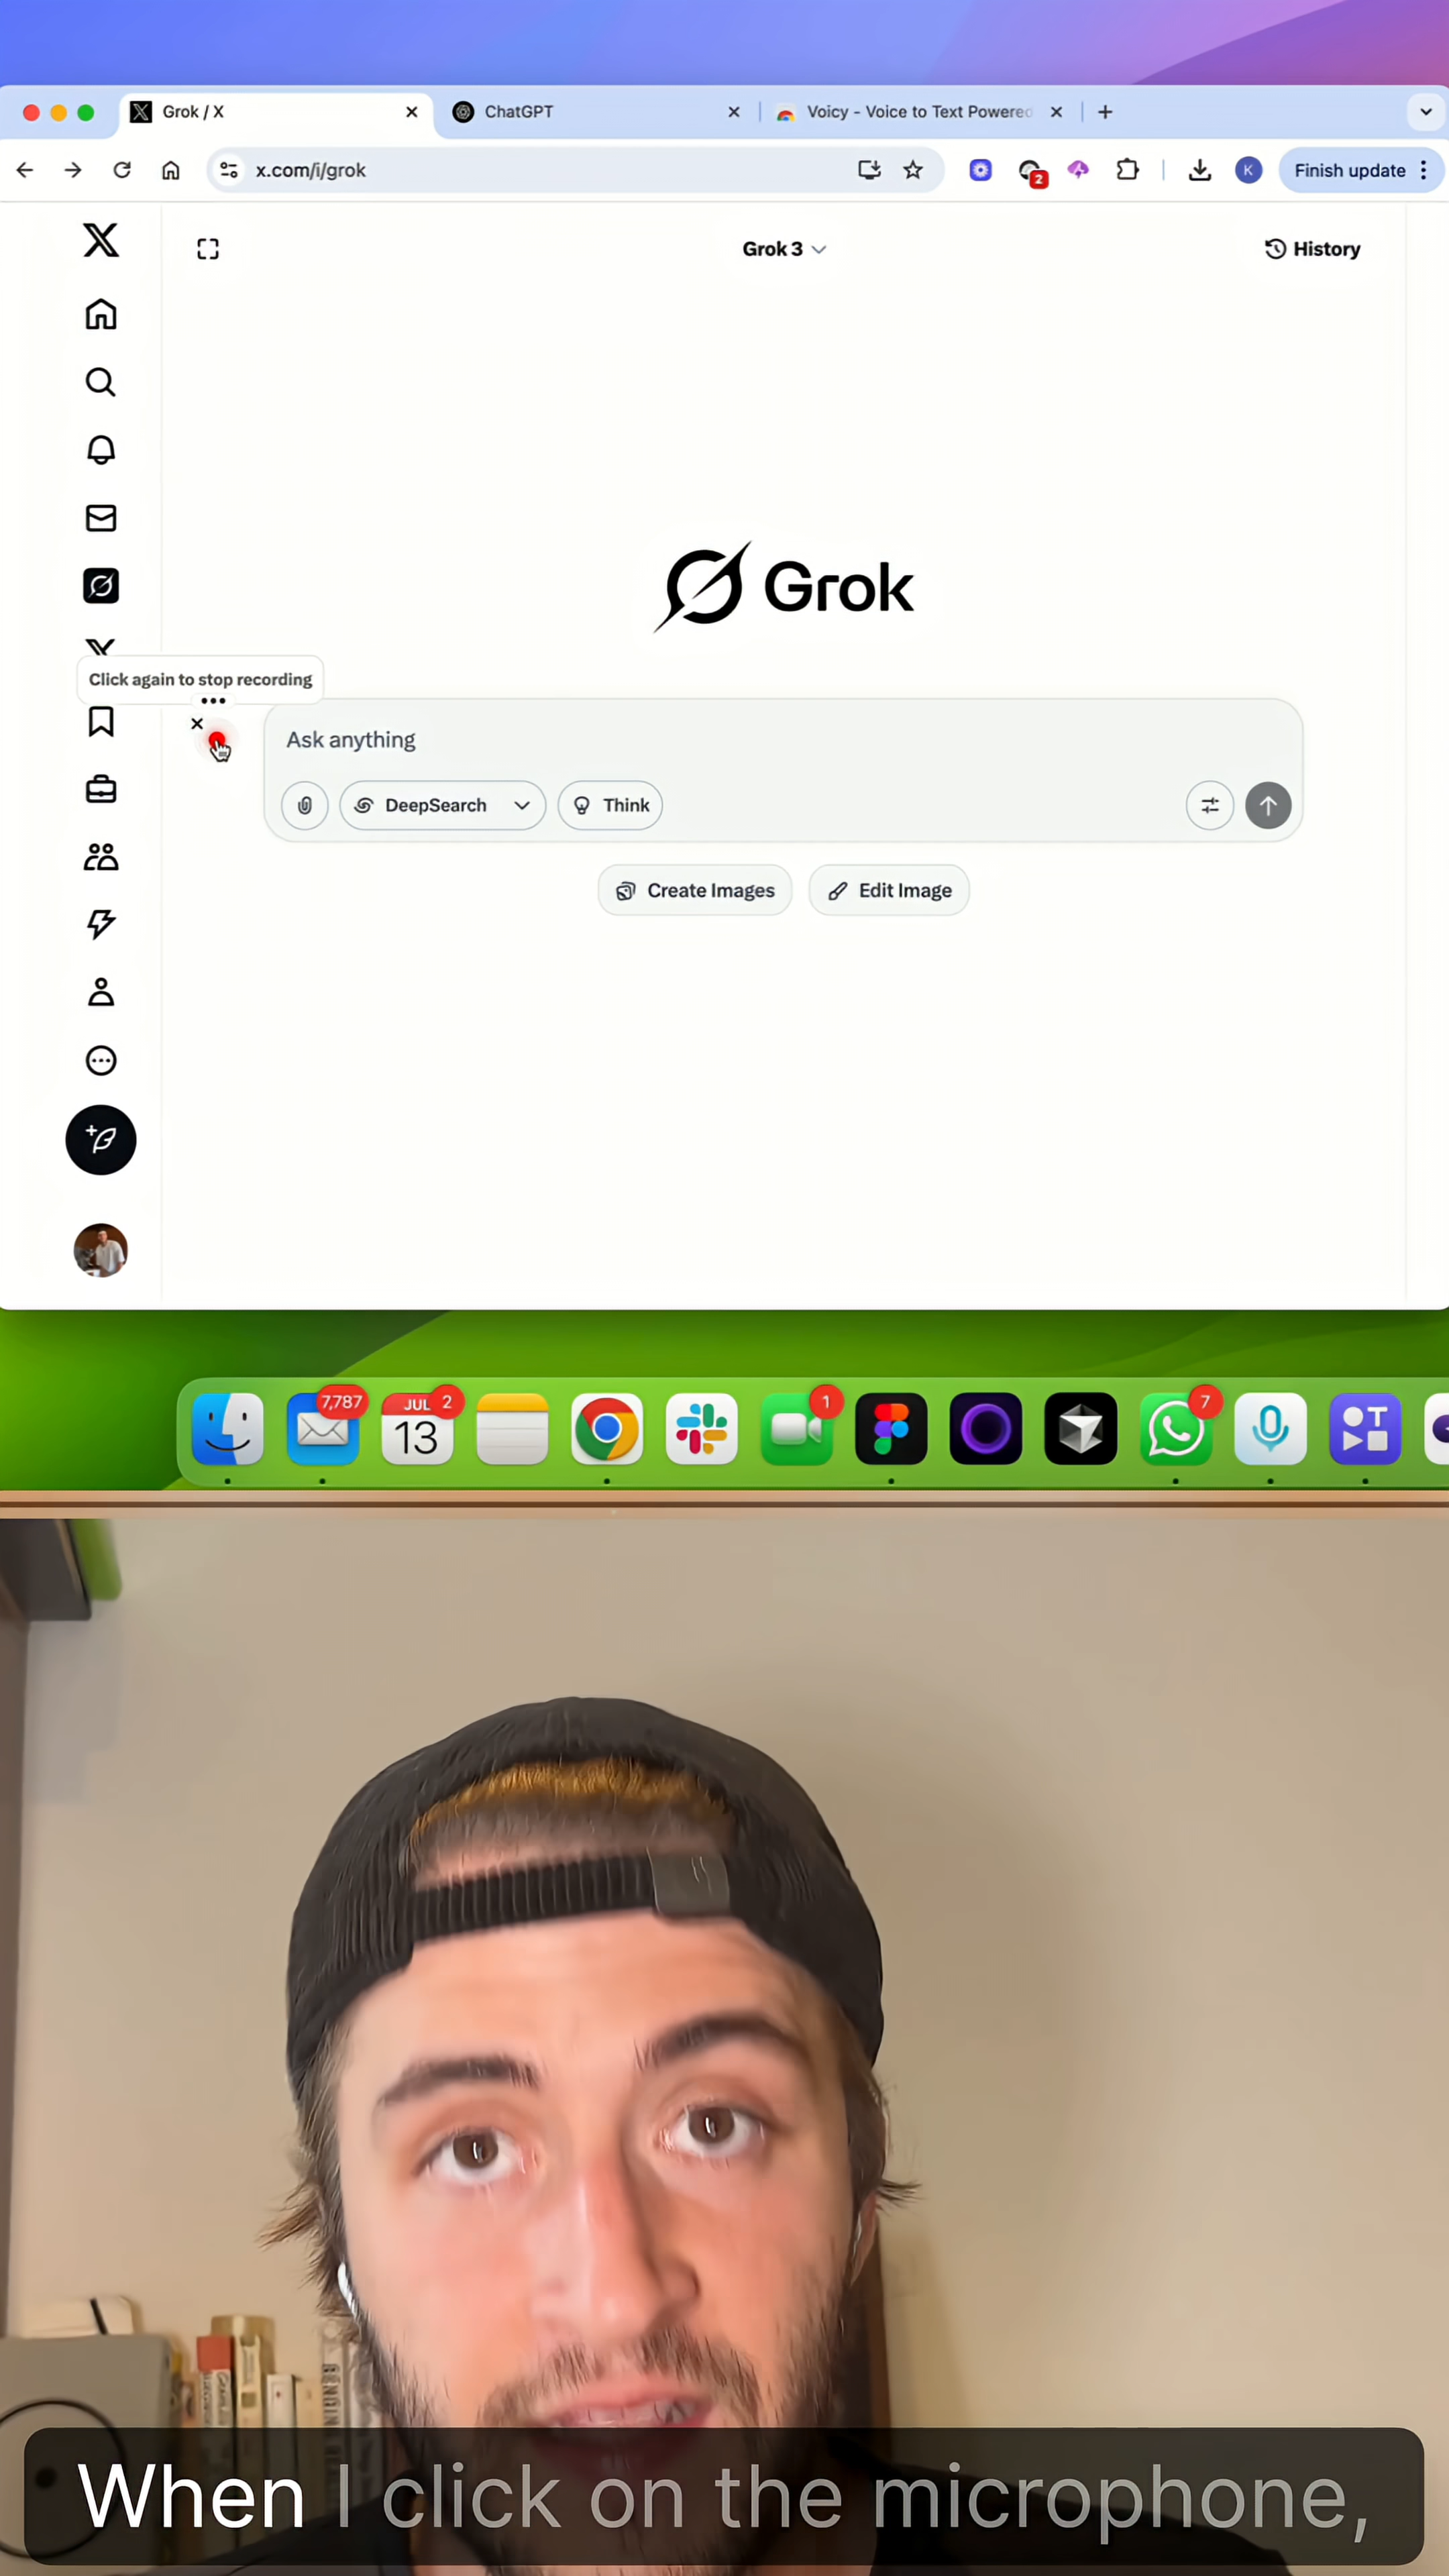 Grok / X
ChatGPT
Voicy - Voice to Text Powered
x.com/i/grok
2
K
Finish update
Grok 3
History
Grok
Click again to stop recording
Ask anything
DeepSearch
Think
Create Images
Edit Image
7,787
JUL
2
13
1
7
T
When I click on the microphone,